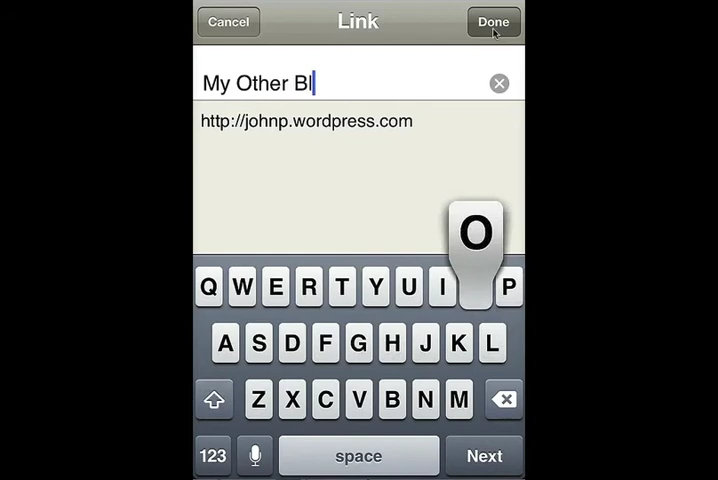 Cancel Link Done
My Other Bl
http://johnp.wordpress.com
O
Q W E R T Y U I P
A S D F G H J K L
Z X C V B N M
123 space Next